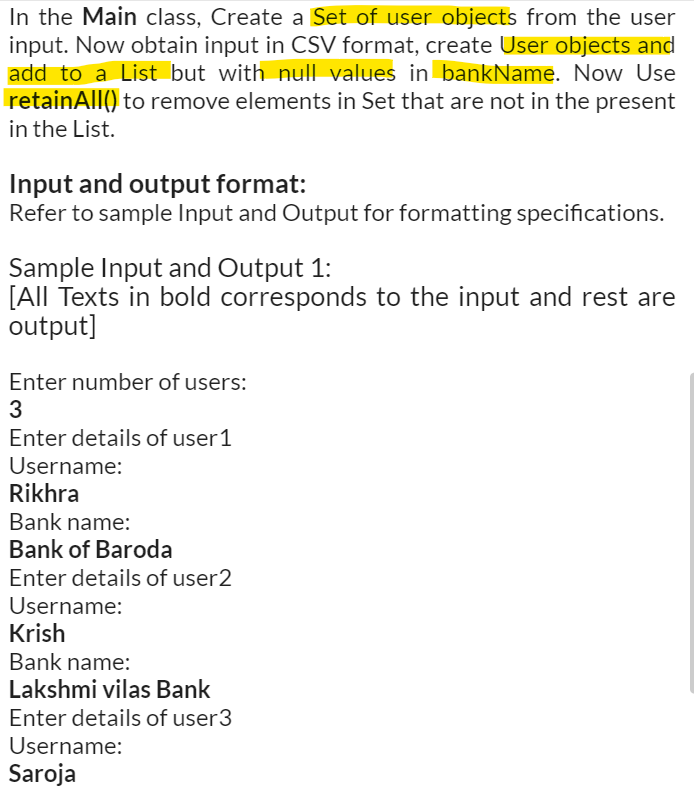 In the Main class, Create a Set of user objects from the user
input. Now obtain input in CSV format, create User objects and
add to a List but with null values in bankName. Now Use
retainAll() to remove elements in Set that are not in the present
in the List.
Input and output format:
Refer to sample Input and Output for formatting specifications.
Sample Input and Output 1:
[All Texts in bold corresponds to the input and rest are
output]
Enter number of users:
3
Enter details of user1
Username:
Rikhra
Bank name:
Bank of Baroda
Enter details of user2
Username:
Krish
Bank name:
Lakshmi vilas Bank
Enter details of user3
Username:
Saroja